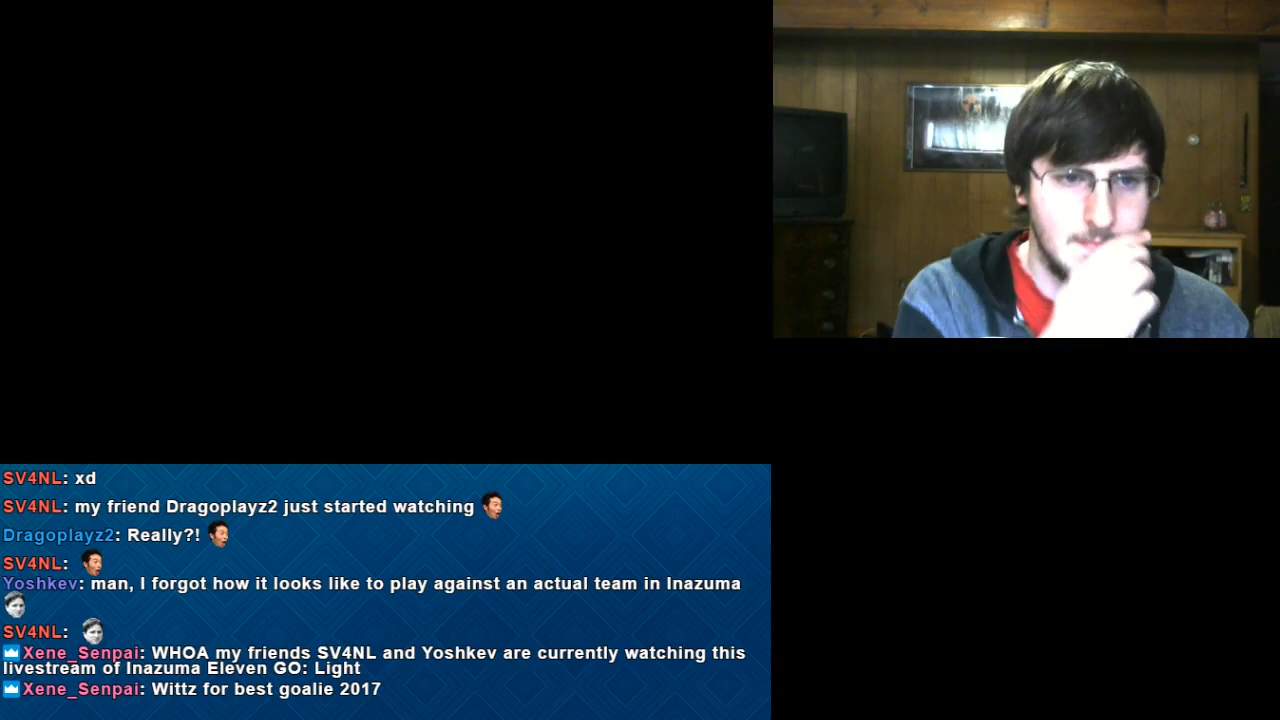 SV4NL: xd
SV4NL: my friend Dragoplayz2 just started watching
Dragoplayz2: Really?!
SV4NL:
Yoshkev: man, I forgot how it looks like to play against an actual team in Inazuma
SV4NL:
Xene_Senpai: WHOA my friends SV4NL and Yoshkev are currently watching this
livestream of Inazuma Eleven GO: Light
Xene_Senpai: Wittz for best goalie 2017